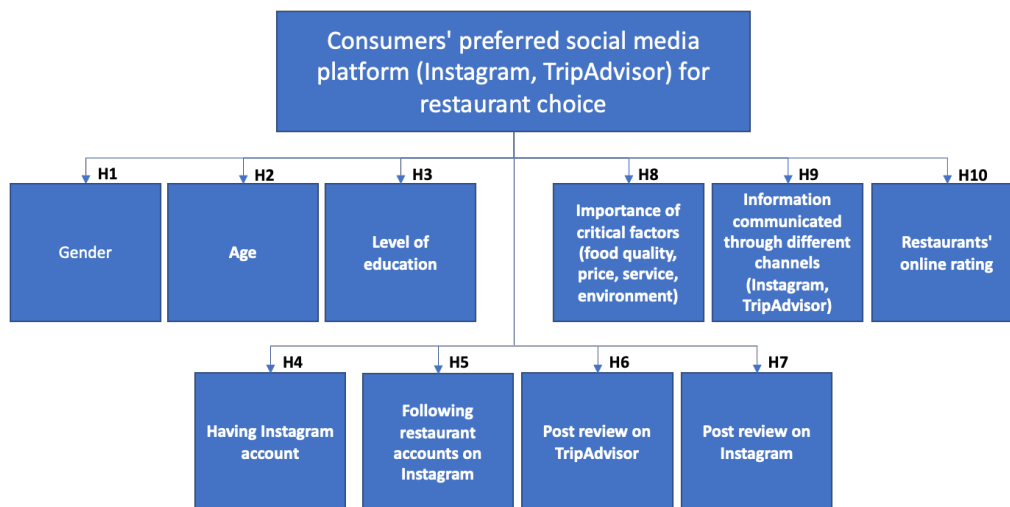 Consumers' preferred social media
platform (Instagram, TripAdvisor) for
restaurant choice
H1
H2
H3
H8
H9
H10
Gender
Age
Level of
education
Importance of
critical factors
(food quality,
price, service,
environment)
Information
communicated
through different
channels
(Instagram,
TripAdvisor)
Restaurants'
online rating
H4
H5
H6
H7
Having Instagram
account
Following
restaurant
accounts on
Instagram
Post review on
TripAdvisor
Post review on
Instagram